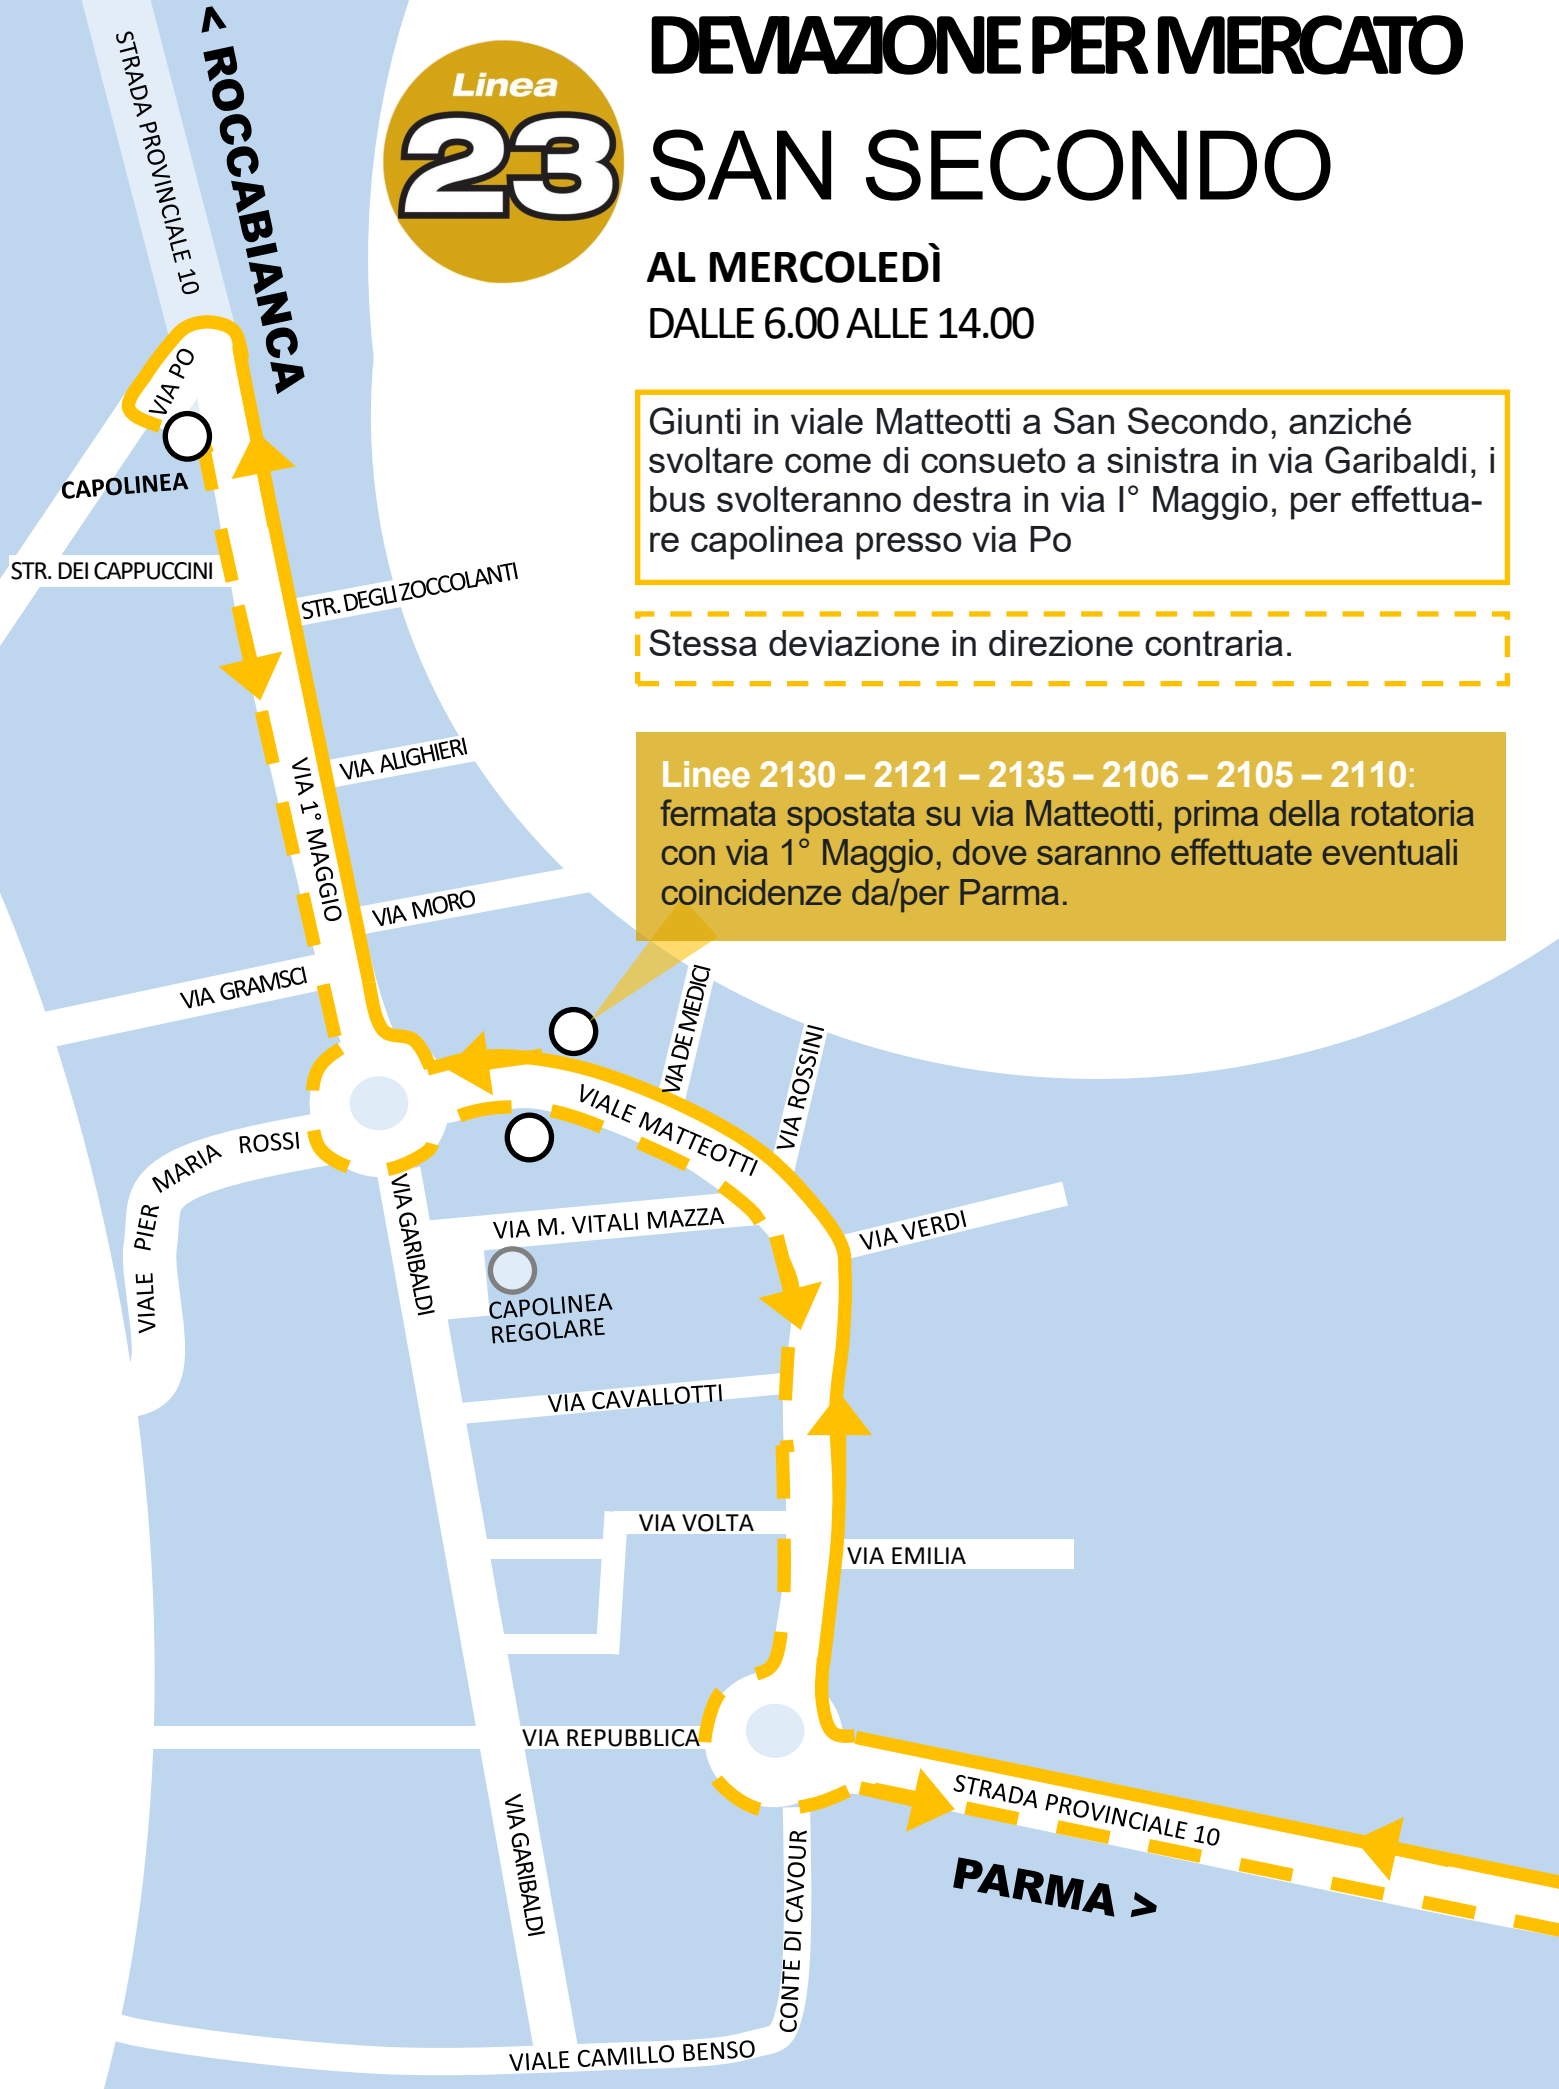 DEVIAZIONE PER MERCATO
Linea
23
SAN SECONDO
AL MERCOLEDÌ
DALLE 6.00 ALLE 14.00
Giunti in viale Matteotti a San Secondo, anziché
svoltare come di consueto a sinistra in via Garibaldi, i
bus svolteranno destra in via I° Maggio, per effettua-
re capolinea presso via Po
Stessa deviazione in direzione contraria.
Linee 2130 – 2121 – 2135 – 2106 – 2105 – 2110:
fermata spostata su via Matteotti, prima della rotatoria
con via 1° Maggio, dove saranno effettuate eventuali
coincidenze da/per Parma.
< ROCCABIANCA
STRADA PROVINCIALE 10
VIA PO
CAPOLINEA
STR. DEI CAPPUCCINI
STR. DEGLI ZOCCOLANTI
VIA ALIGHIERI
VIA 1° MAGGIO
VIA MORO
VIA GRAMSCI
VIA DE MEDICI
VIA ROSSINI
VIALE MATTEOTTI
VIALE PIER MARIA ROSSI
VIA GARIBALDI
VIA M. VITALI MAZZA
VIA VERDI
CAPOLINEA
REGOLARE
VIA CAVALLOTTI
VIA VOLTA
VIA EMILIA
VIA REPUBBLICA
STRADA PROVINCIALE 10
VIA GARIBALDI
PARMA >
CONTE DI CAVOUR
VIALE CAMILLO BENSO